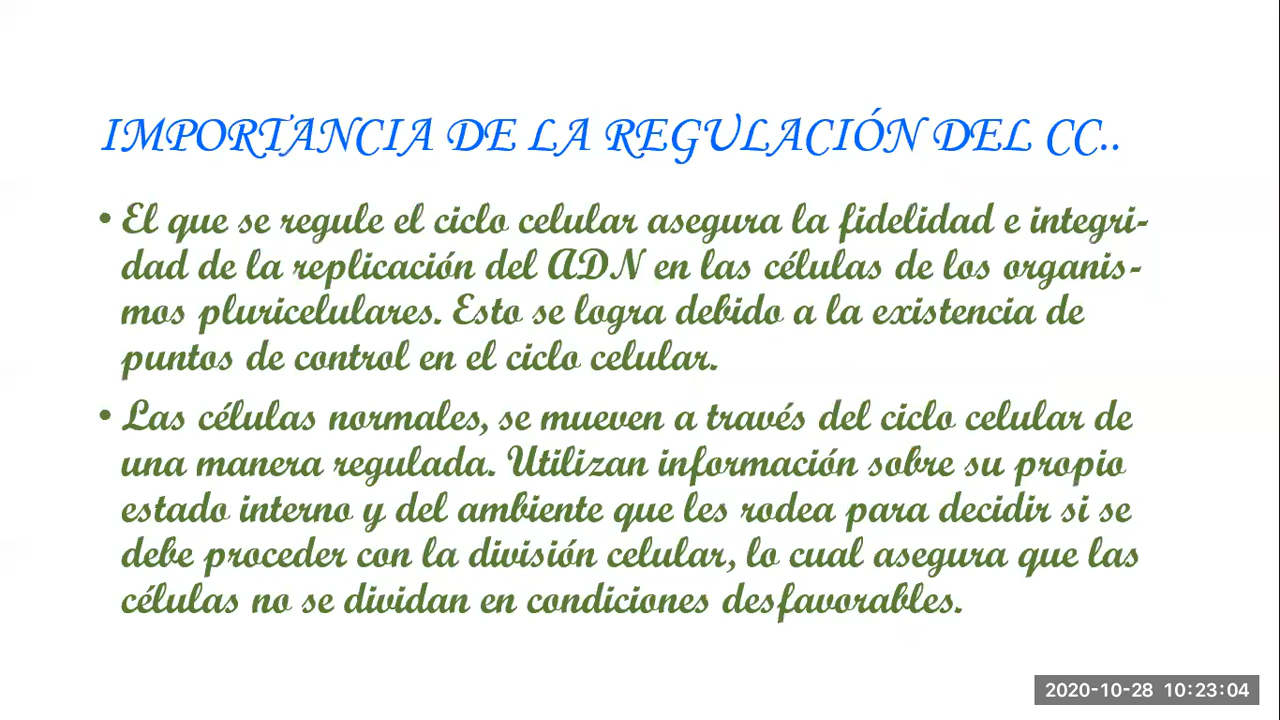 IMPORTANCIA DE LA REGULACIÓN DEL CC..
• El que se regule el ciclo celular asegura la fidelidad e integri-
dad de la replicación del ADN en las células de los organis-
mos pluricelulares. Esto se logra debido a la existencia de
puntos de control en el ciclo celular.
• Las células normales, se mueven a través del ciclo celular de
una manera regulada. Utilizan información sobre su propio
estado interno y del ambiente que les rodea para decidir si se
debe proceder con la división celular, lo cual asegura que las
células no se dividan en condiciones desfavorables.
2020-10-28 10:23:04